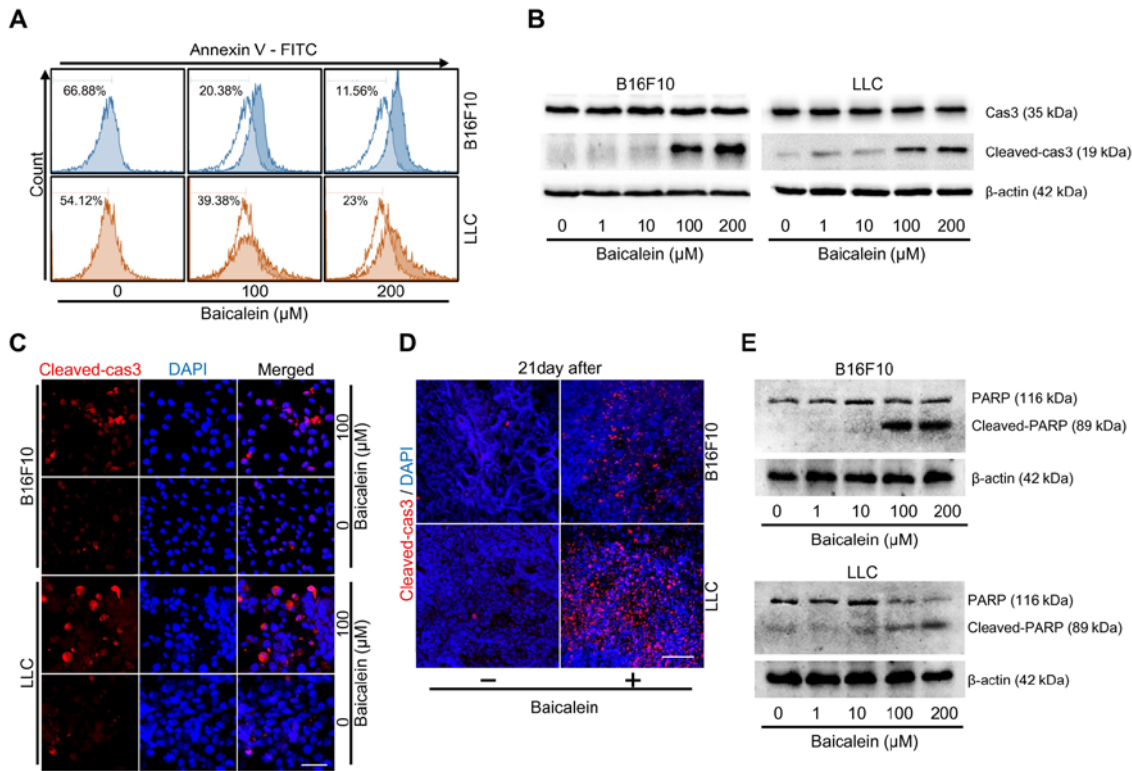 A
Annexin V - FITC
Count
66.88%
20.38%
11.56%
B16F10
54.12%
39.38%
23%
LLC
0
100
200
Baicalein (µM)
B
B16F10
LLC
Cas3 (35 kDa)
Cleaved-cas3 (19 kDa)
β-actin (42 kDa)
0 1 10 100 200
0 1 10 100 200
Baicalein (µM)
Baicalein (µM)
C
Cleaved-cas3
DAPI
Merged
B16F10
LLC
100
0
Baicalein (µM)
100
0
Baicalein (µM)
D
21day after
Cleaved-cas3 / DAPI
B16F10
LLC
− +
Baicalein
E
B16F10
PARP (116 kDa)
Cleaved-PARP (89 kDa)
β-actin (42 kDa)
0 1 10 100 200
Baicalein (µM)
LLC
PARP (116 kDa)
Cleaved-PARP (89 kDa)
β-actin (42 kDa)
0 1 10 100 200
Baicalein (µM)